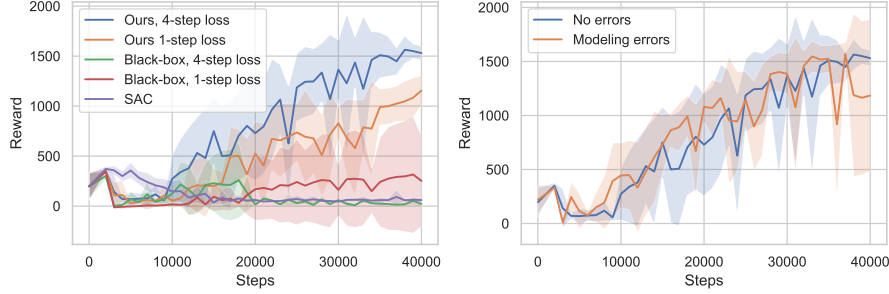 2000
1500
1000
500
0
Reward
Ours, 4-step loss
Ours 1-step loss
Black-box, 4-step loss
Black-box, 1-step loss
SAC
0 10000 20000 30000 40000
Steps
2000
1500
1000
500
0
Reward
No errors
Modeling errors
0 10000 20000 30000 40000
Steps